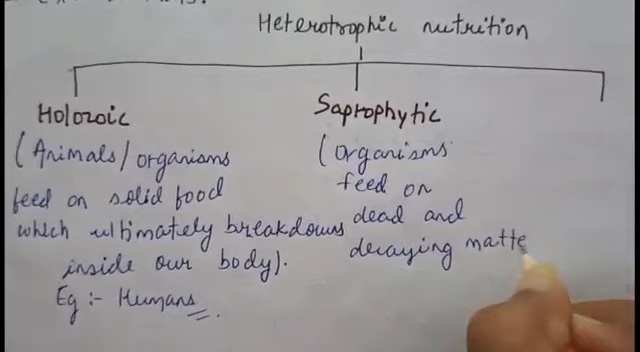 Heterotrophic nutrition
Holozoic
(Animals/organisms
feed on solid food
which ultimately breakdowns
inside our body).
Eg :- Humans.
Saprophytic
(organisms
feed on
dead and
decaying matte